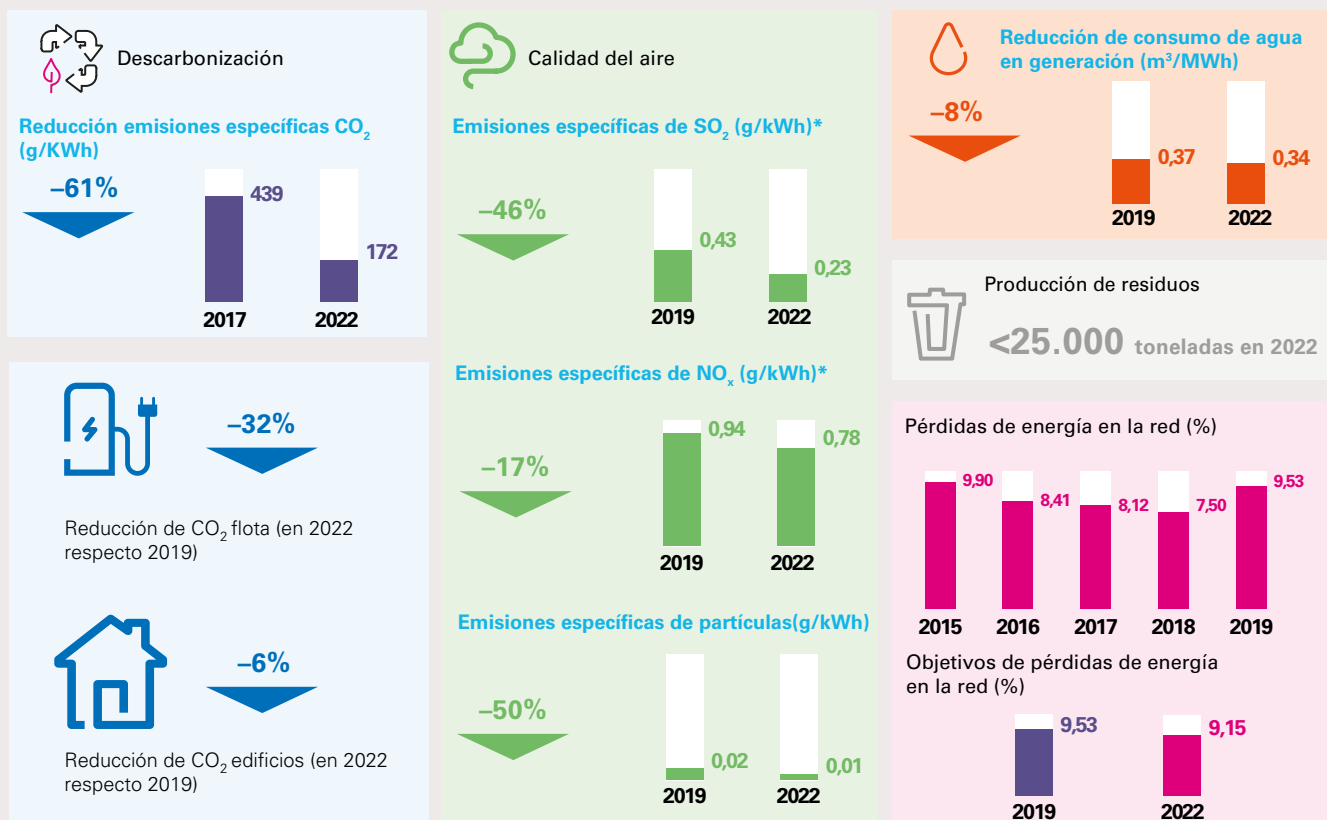 Descarbonización
Reducción emisiones específicas CO₂
(g/KWh)
–61%
439
172
2017
2022
–32%
Reducción de CO₂ flota (en 2022
respecto 2019)
–6%
Reducción de CO₂ edificios (en 2022
respecto 2019)
Calidad del aire
Emisiones específicas de SO₂ (g/kWh)*
–46%
0,43
0,23
2019
2022
Emisiones específicas de NOₓ (g/kWh)*
–17%
0,94
0,78
2019
2022
Emisiones específicas de partículas(g/kWh)
–50%
0,02
0,01
2019
2022
Reducción de consumo de agua
en generación (m³/MWh)
–8%
0,37
0,34
2019
2022
Producción de residuos
<25.000 toneladas en 2022
Pérdidas de energía en la red (%)
9,90
8,41
8,12
7,50
9,53
2015
2016
2017
2018
2019
Objetivos de pérdidas de energía
en la red (%)
9,53
9,15
2019
2022